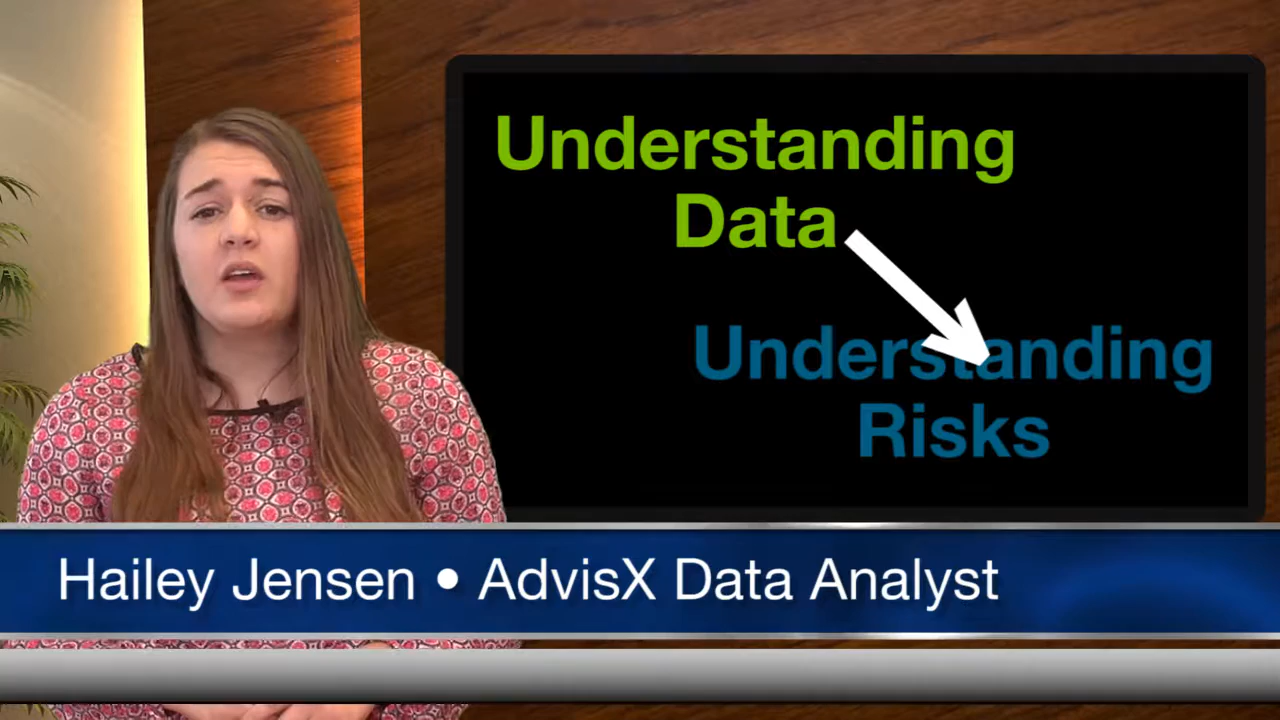 Understanding
Data
Understanding
Risks
Hailey Jensen • AdvisX Data Analyst